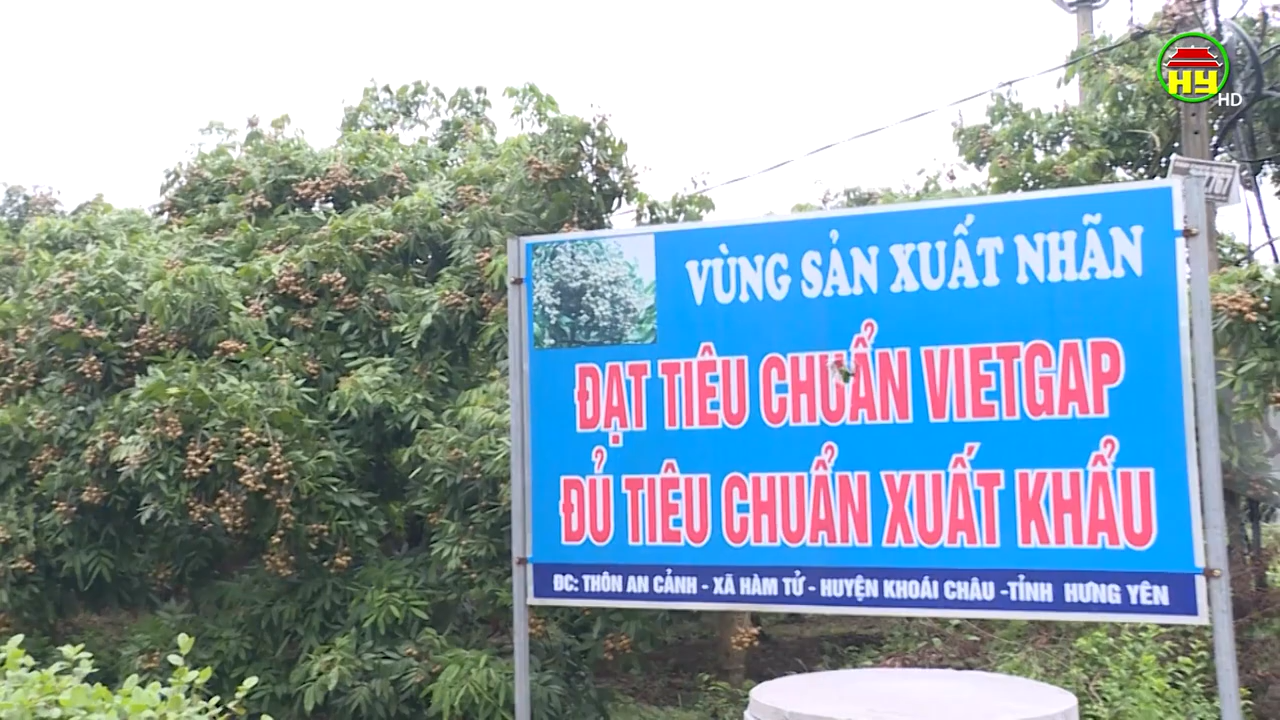 HY
HD
VÙNG SẢN XUẤT NHÃN
ĐẠT TIÊU CHUẨN VIETGAP
ĐỦ TIÊU CHUẨN XUẤT KHẨU
ĐC: THÔN AN CẢNH - XÃ HÀM TỬ - HUYỆN KHOÁI CHÂU -TỈNH HƯNG YÊN